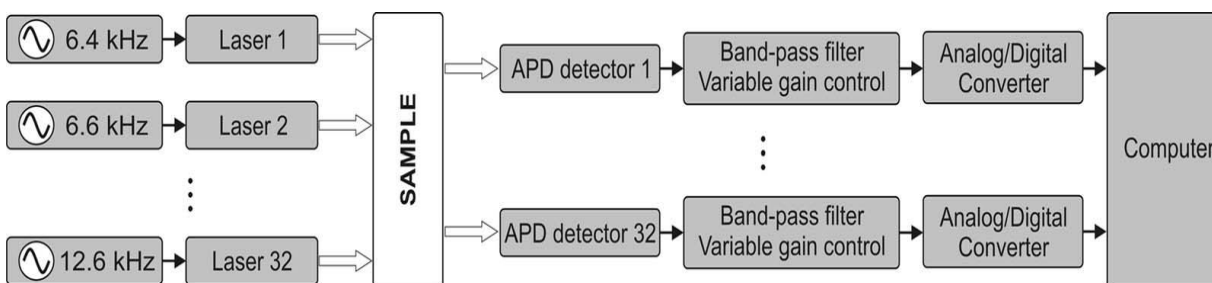 6.4 kHz
Laser 1
6.6 kHz
Laser 2
12.6 kHz
Laser 32
SAMPLE
APD detector 1
Band-pass filter
Variable gain control
Analog/Digital
Converter
APD detector 32
Band-pass filter
Variable gain control
Analog/Digital
Converter
Computer